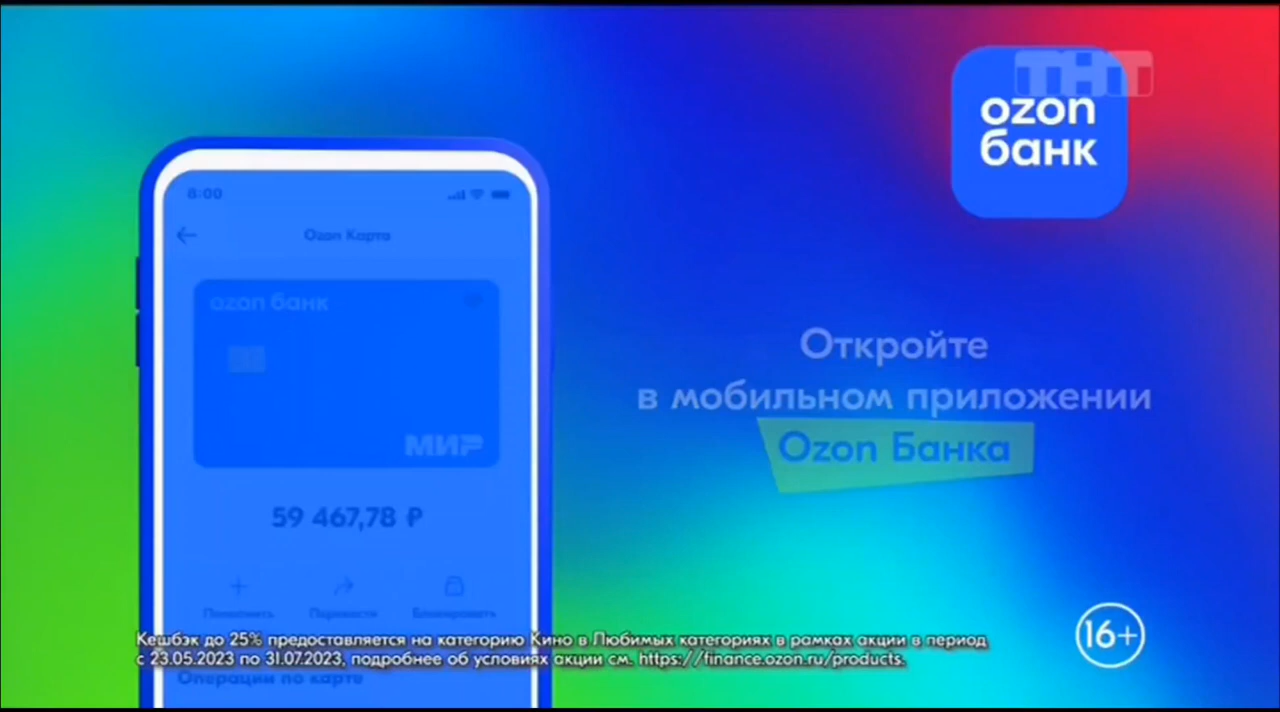 ТНТ
ozon
банк
8:00
Ozon Карта
ozon банк
МИР
59 467,78 ₽
Пополнить Перевести Блокировать
Откройте
в мобильном приложении
Ozon Банка
Кешбэк до 25% предоставляется на категорию Кино в Любимых категориях в рамках акции в период
с 23.05.2023 по 31.07.2023, подробнее об условиях акции см. https://finance.ozon.ru/products.
Операции по карте
16+